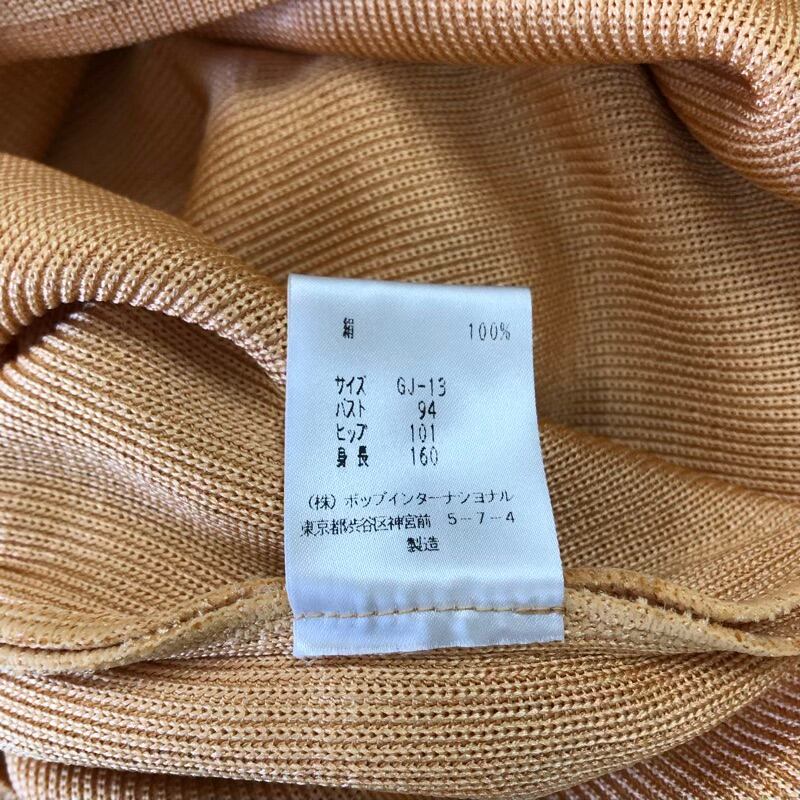 絹 100%
サイズ GJ-13
バスト 94
ヒップ 101
身長 160
(株)ポップインターナショナル
東京都渋谷区神宮前 5-7-4
製造